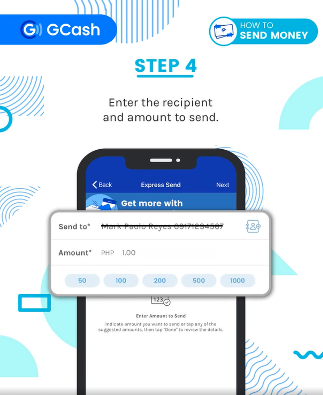 GCash
HOW TO
SEND MONEY
STEP 4
Enter the recipient
and amount to send.
Back Express Send Next
Get more with
Send to* Mark Paulo Reyes 09171234567
Amount* PHP 1.00
50 100 200 500 1000
123
Enter Amount to Send
Indicate amount you want to send or tap any of the
suggested amounts, then tap "Done" to review the details.